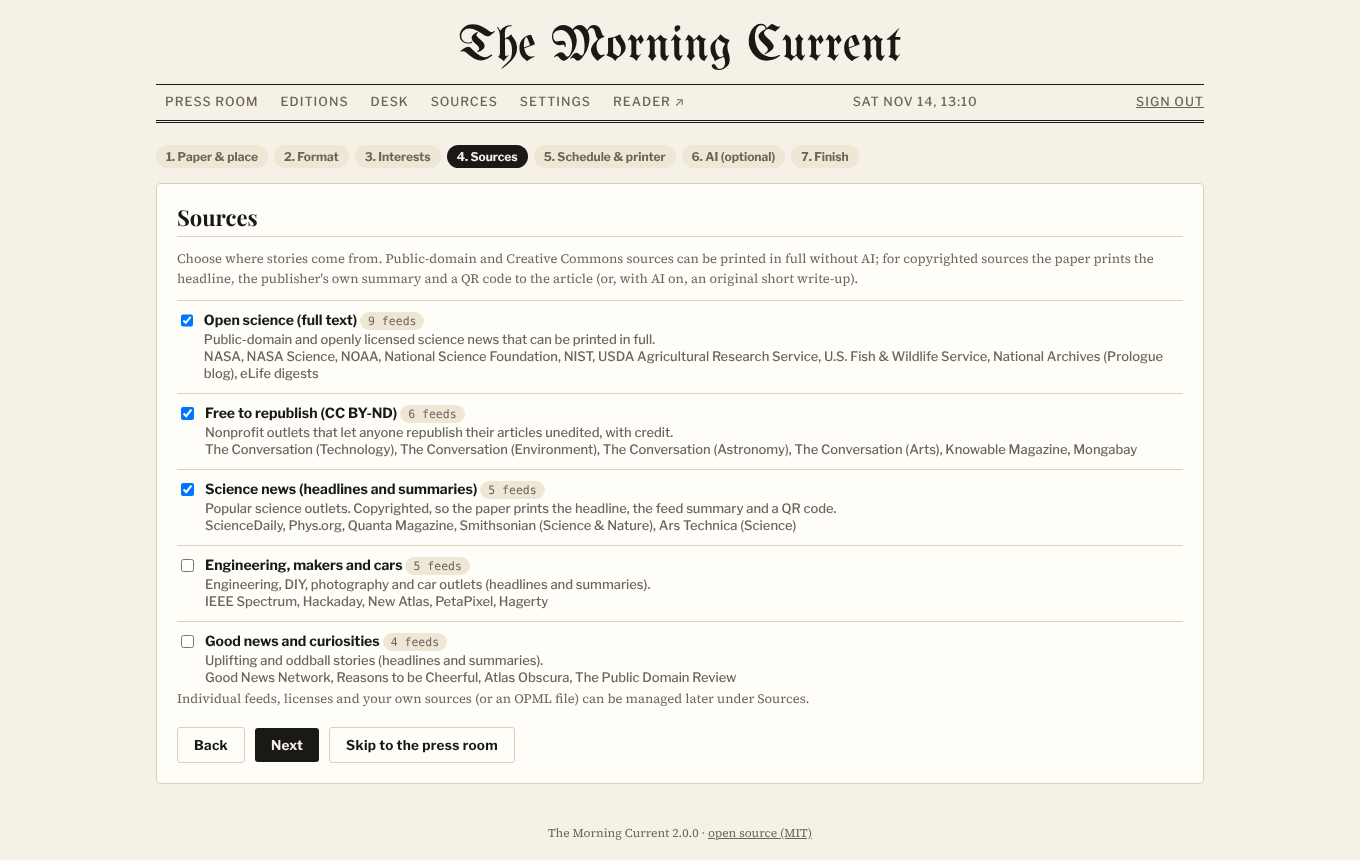 The Morning Current
PRESS ROOM EDITIONS DESK SOURCES SETTINGS READER ↗ SAT NOV 14, 13:10 SIGN OUT
1. Paper & place 2. Format 3. Interests 4. Sources 5. Schedule & printer 6. AI (optional) 7. Finish
Sources
Choose where stories come from. Public-domain and Creative Commons sources can be printed in full without AI; for copyrighted sources the paper prints the
headline, the publisher's own summary and a QR code to the article (or, with AI on, an original short write-up).
Open science (full text) 9 feeds
Public-domain and openly licensed science news that can be printed in full.
NASA, NASA Science, NOAA, National Science Foundation, NIST, USDA Agricultural Research Service, U.S. Fish & Wildlife Service, National Archives (Prologue
blog), eLife digests
Free to republish (CC BY-ND) 6 feeds
Nonprofit outlets that let anyone republish their articles unedited, with credit.
The Conversation (Technology), The Conversation (Environment), The Conversation (Astronomy), The Conversation (Arts), Knowable Magazine, Mongabay
Science news (headlines and summaries) 5 feeds
Popular science outlets. Copyrighted, so the paper prints the headline, the feed summary and a QR code.
ScienceDaily, Phys.org, Quanta Magazine, Smithsonian (Science & Nature), Ars Technica (Science)
Engineering, makers and cars 5 feeds
Engineering, DIY, photography and car outlets (headlines and summaries).
IEEE Spectrum, Hackaday, New Atlas, PetaPixel, Hagerty
Good news and curiosities 4 feeds
Uplifting and oddball stories (headlines and summaries).
Good News Network, Reasons to be Cheerful, Atlas Obscura, The Public Domain Review
Individual feeds, licenses and your own sources (or an OPML file) can be managed later under Sources.
Back Next Skip to the press room
The Morning Current 2.0.0 · open source (MIT)